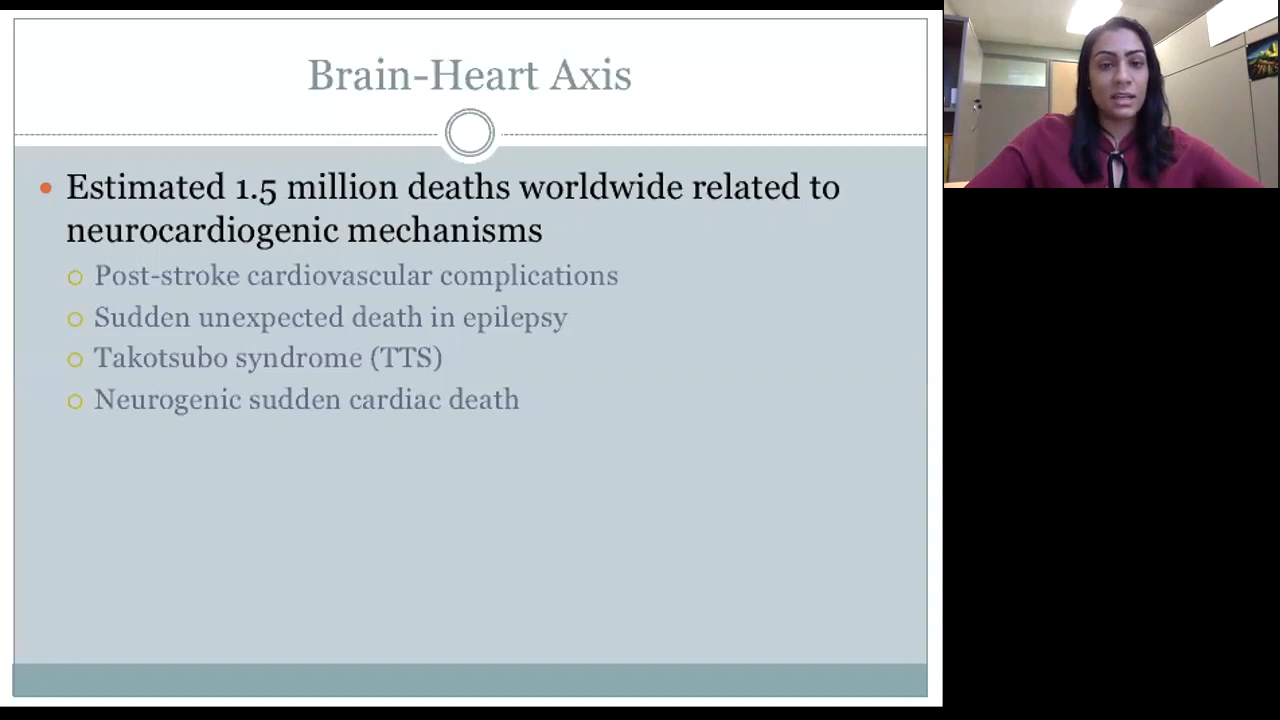 Brain-Heart Axis
Estimated 1.5 million deaths worldwide related to
neurocardiogenic mechanisms
Post-stroke cardiovascular complications
Sudden unexpected death in epilepsy
Takotsubo syndrome (TTS)
Neurogenic sudden cardiac death